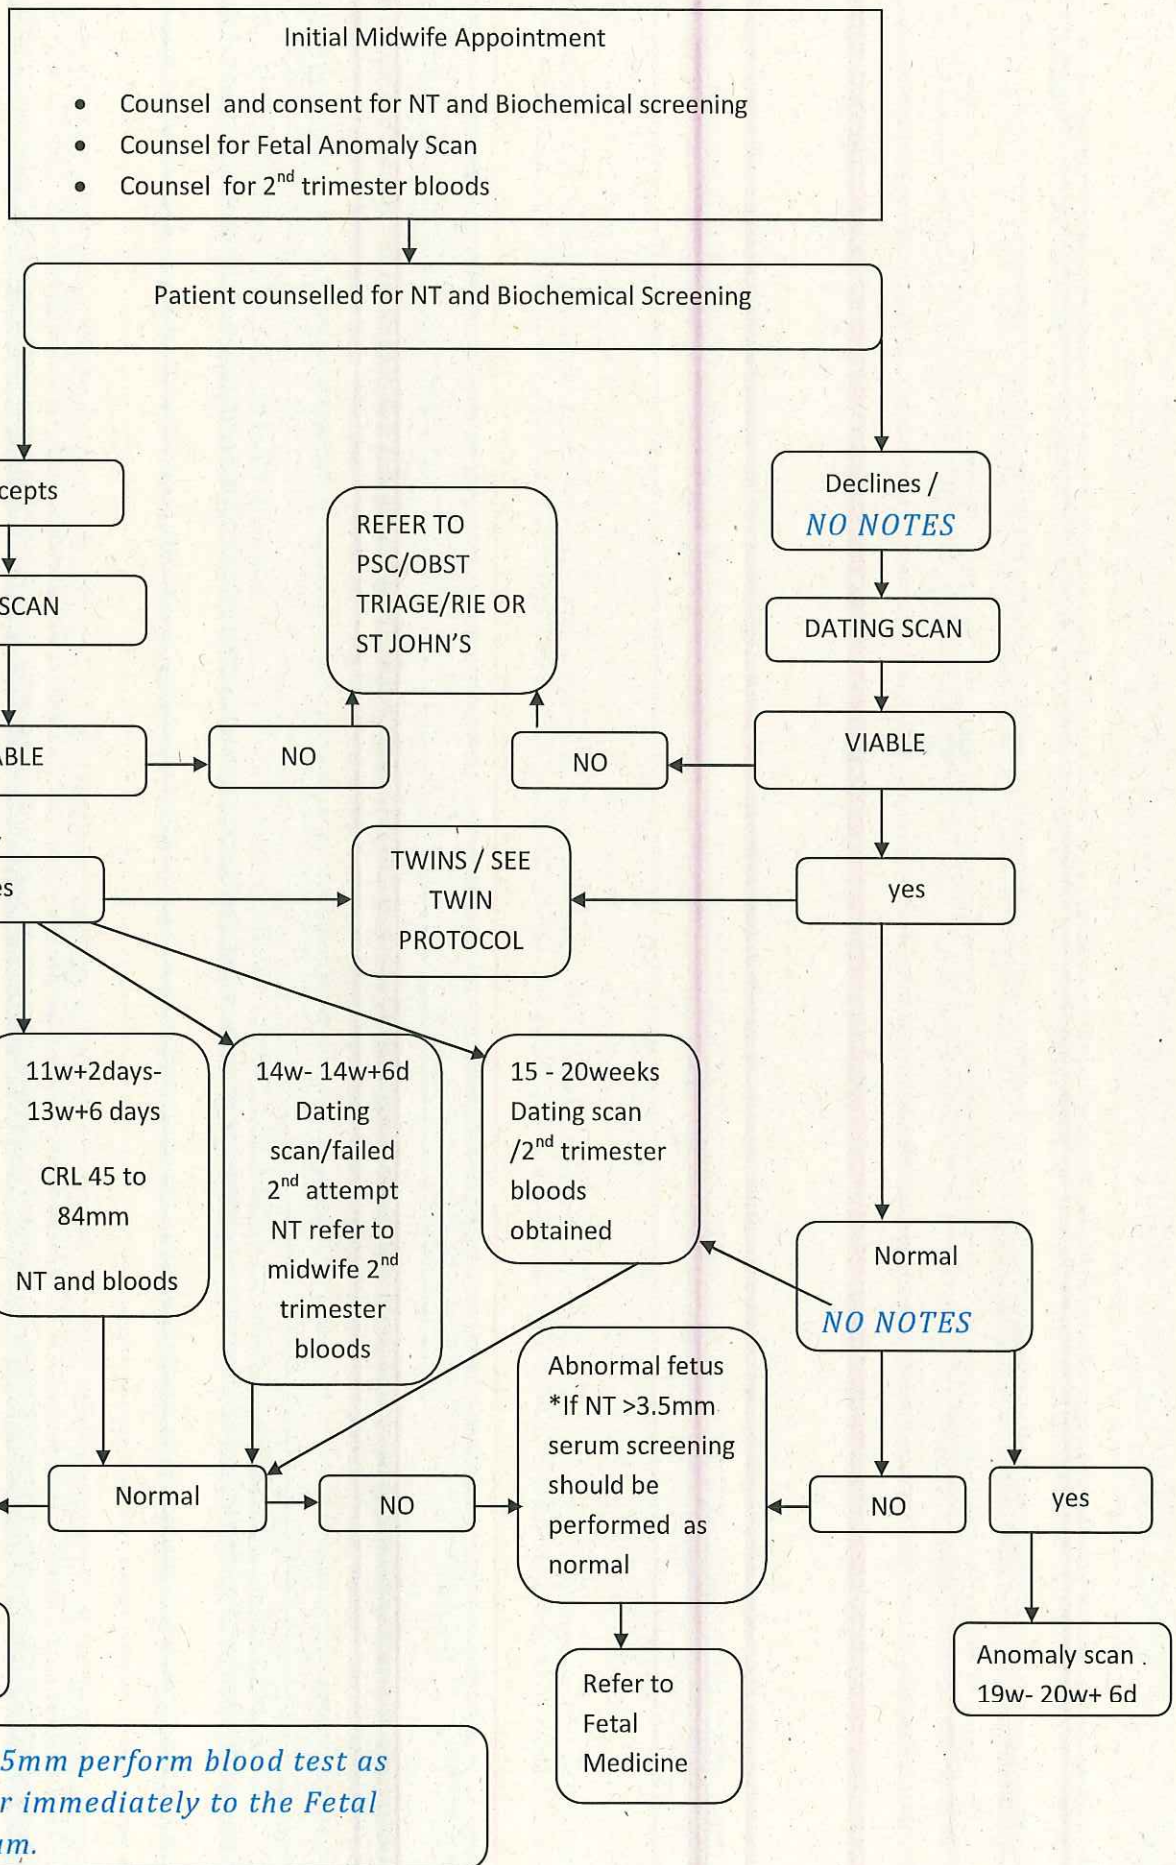 Initial Midwife Appointment
• Counsel and consent for NT and Biochemical screening
• Counsel for Fetal Anomaly Scan
• Counsel for 2nd trimester bloods
Patient counselled for NT and Biochemical Screening
cepts
Declines /
NO NOTES
REFER TO
PSC/OBST
TRIAGE/RIE OR
ST JOHN'S
SCAN
DATING SCAN
ABLE
NO
NO
VIABLE
es
TWINS / SEE
TWIN
PROTOCOL
yes
11w+2days-
13w+6 days
CRL 45 to
84mm
NT and bloods
14w- 14w+6d
Dating
scan/failed
2nd attempt
NT refer to
midwife 2nd
trimester
bloods
15 - 20weeks
Dating scan
/2nd trimester
bloods
obtained
Normal
NO NOTES
Normal
NO
Abnormal fetus
*If NT >3.5mm
serum screening
should be
performed as
normal
NO
yes
Refer to
Fetal
Medicine
Anomaly scan
19w- 20w+ 6d
5mm perform blood test as
r immediately to the Fetal
am.